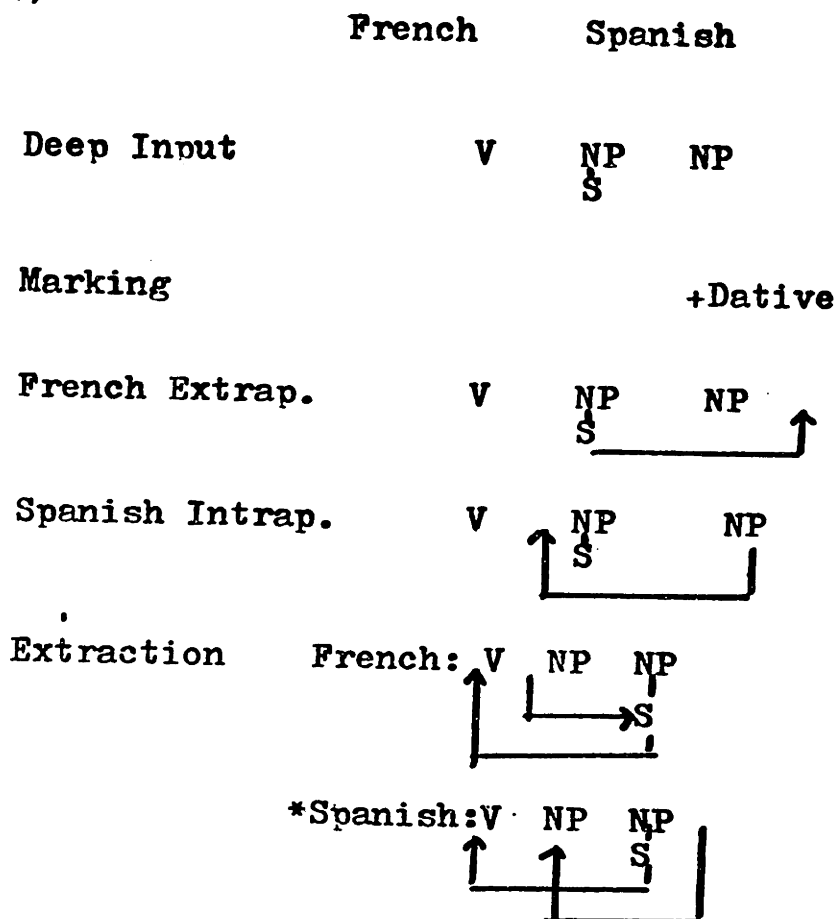 French Spanish
Deep Input V NP NP
S
Marking +Dative
French Extrap. V NP NP
S
Spanish Intrap. V NP NP
S
Extraction French: V NP NP
S
*Spanish:V NP NP
S